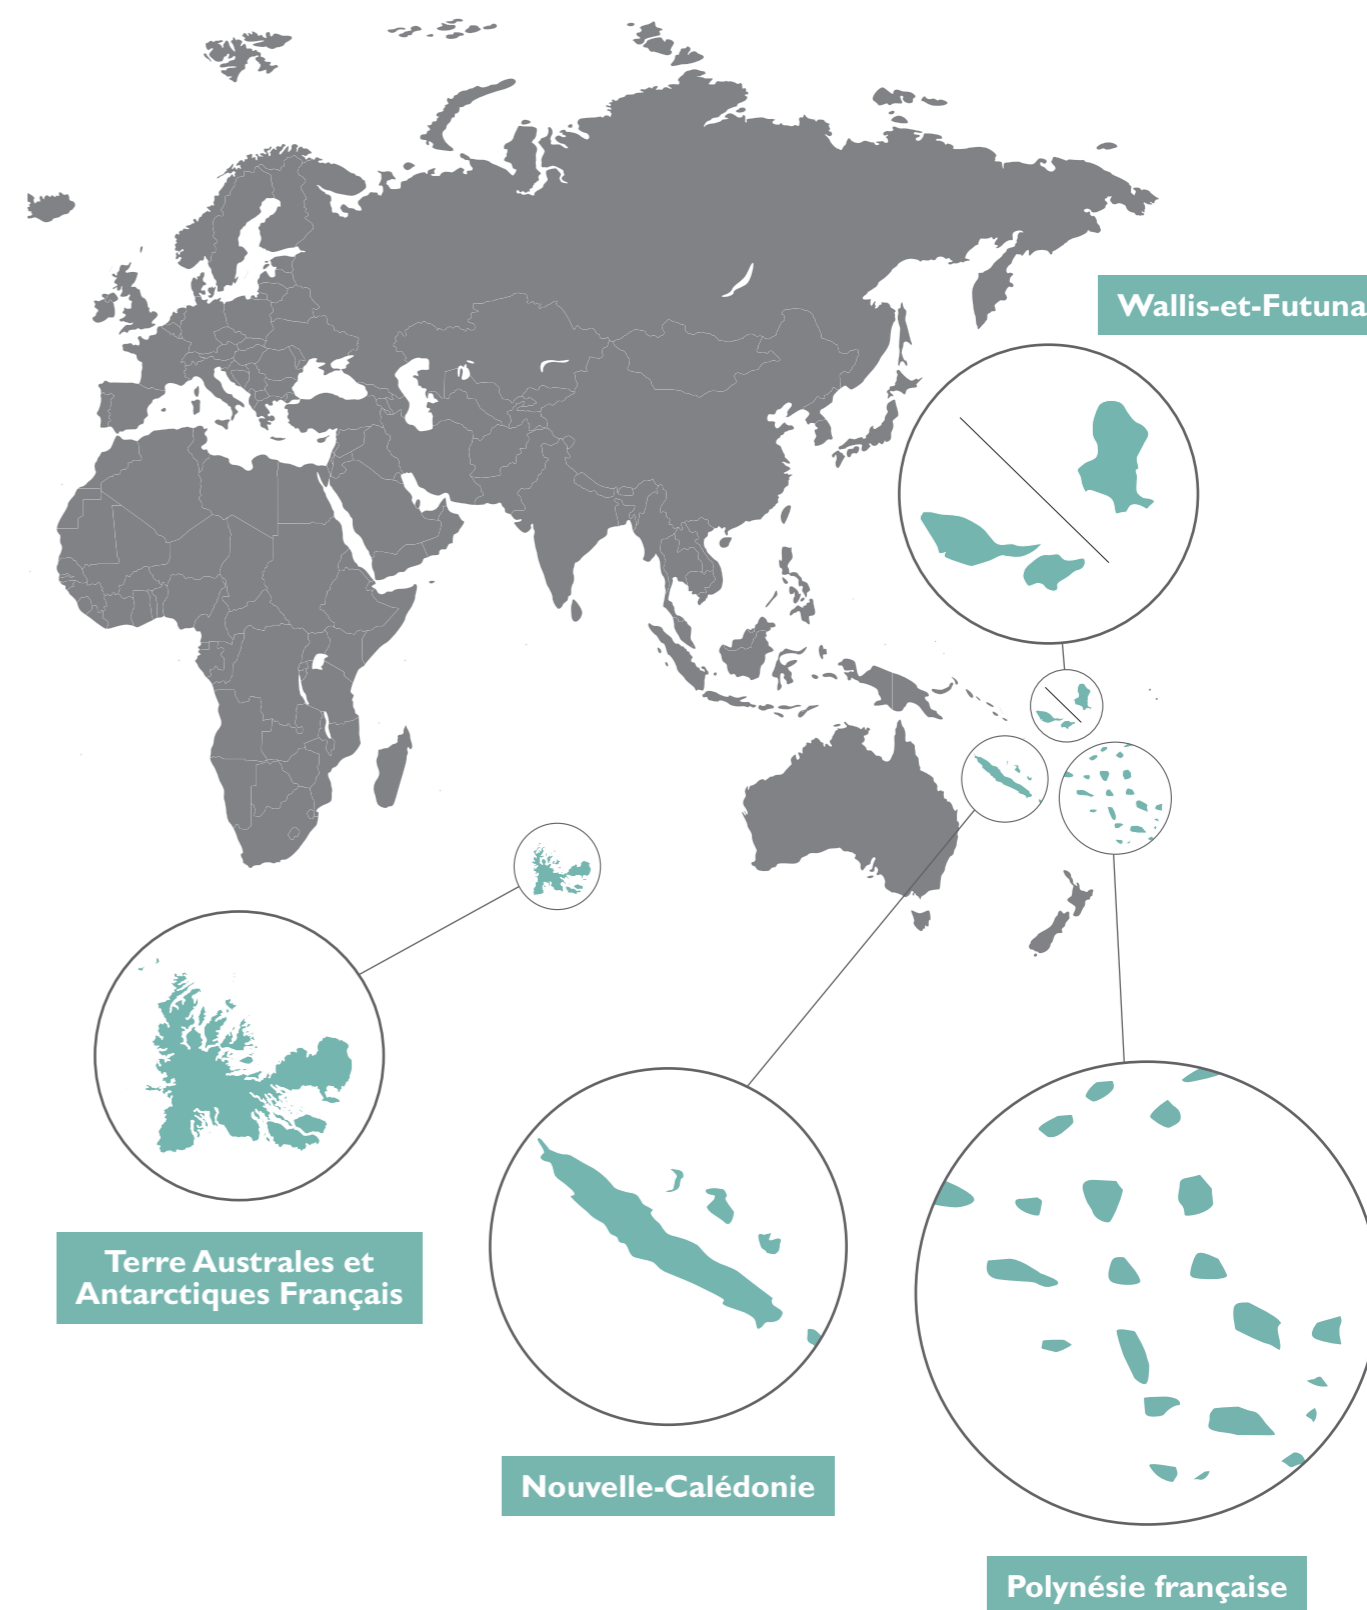 Wallis-et-Futuna
Terre Australes et
Antarctiques Français
Nouvelle-Calédonie
Polynésie française